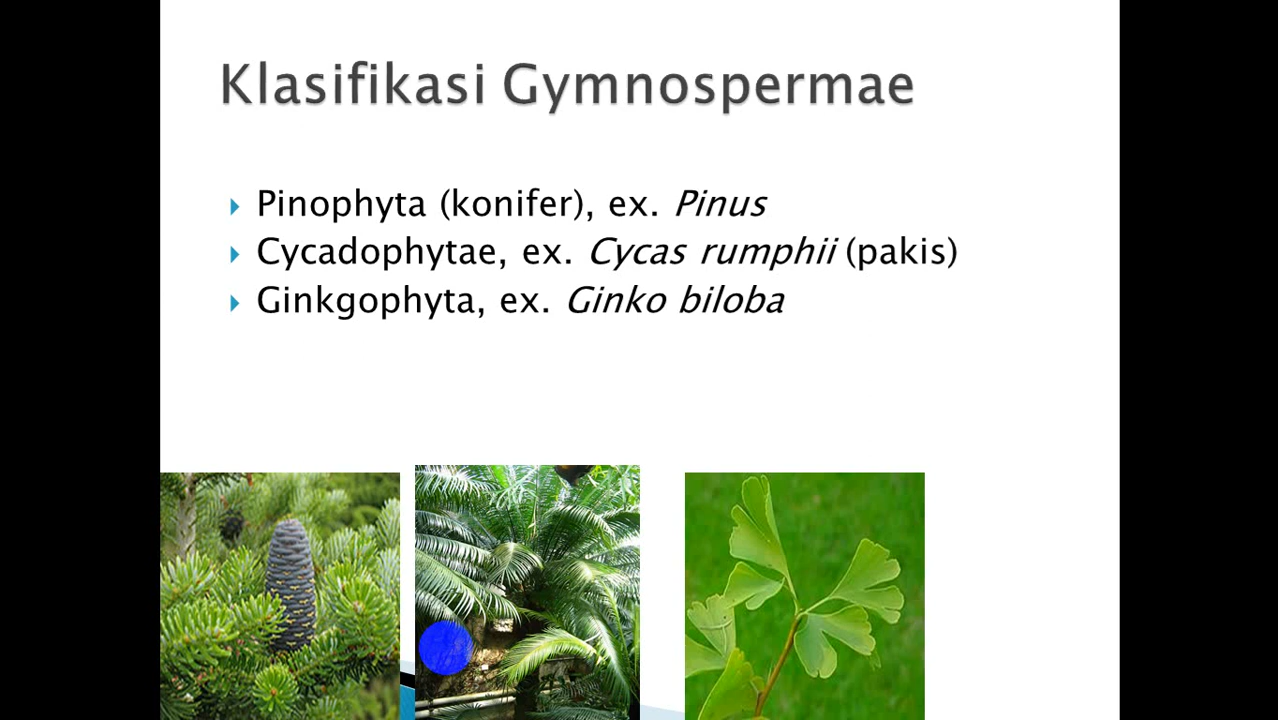 Klasifikasi Gymnospermae
Pinophyta (konifer), ex. Pinus
Cycadophytae, ex. Cycas rumphii (pakis)
Ginkgophyta, ex. Ginko biloba